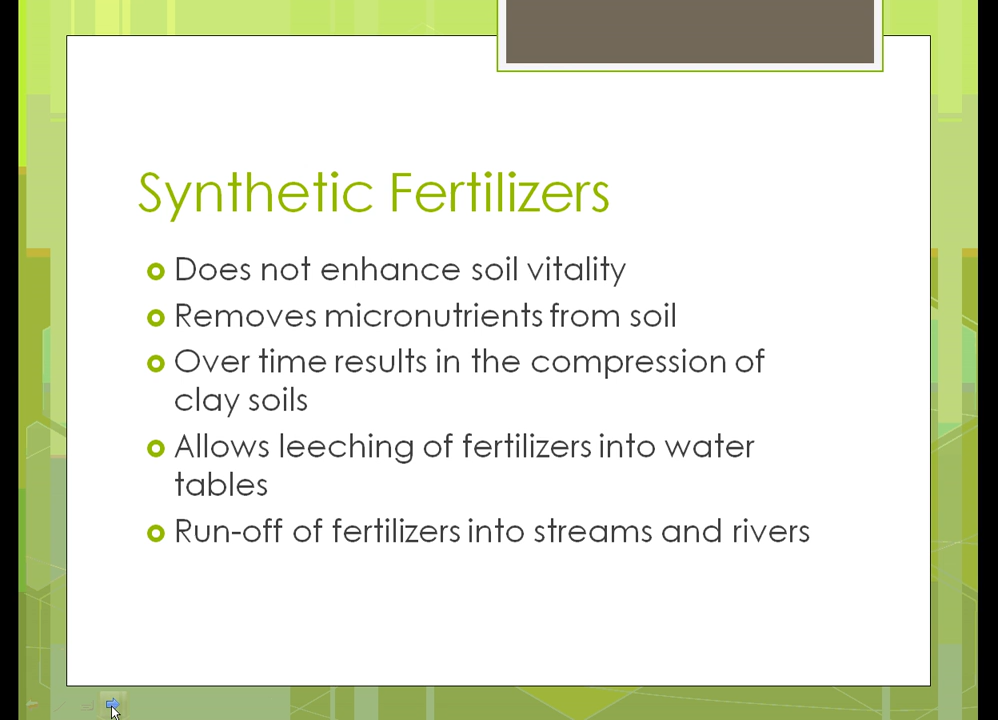 Synthetic Fertilizers
Does not enhance soil vitality
Removes micronutrients from soil
Over time results in the compression of
clay soils
Allows leeching of fertilizers into water
tables
Run-off of fertilizers into streams and rivers